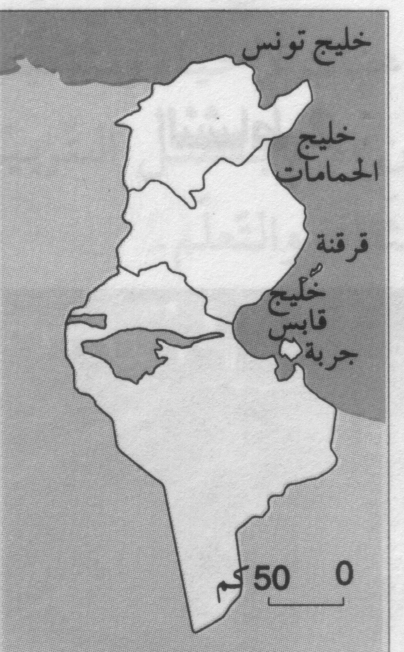 خليج تونس
خليج
الحمامات
قرقنة
خليج
قابس
جربة
0 50 كم